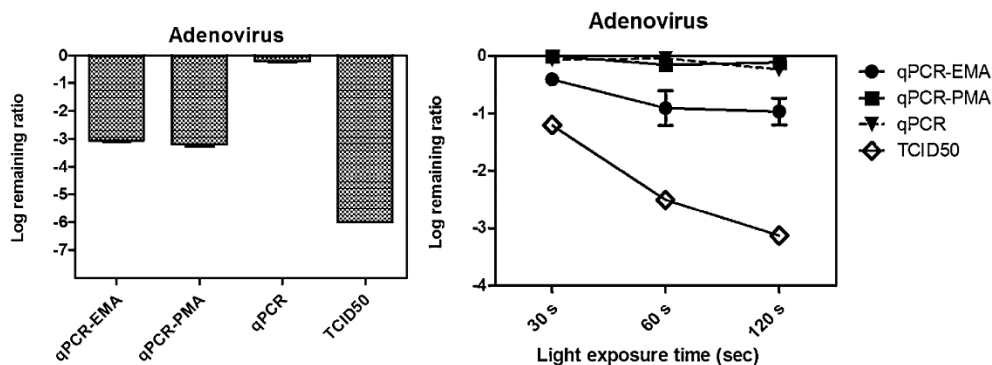 Adenovirus
Log remaining ratio
0
-1
-2
-3
-4
-5
-6
-7
qPCR-EMA
qPCR-PMA
qPCR
TCID50
Adenovirus
Log remaining ratio
0
-1
-2
-3
-4
30 s
60 s
120 s
Light exposure time (sec)
qPCR-EMA
qPCR-PMA
qPCR
TCID50